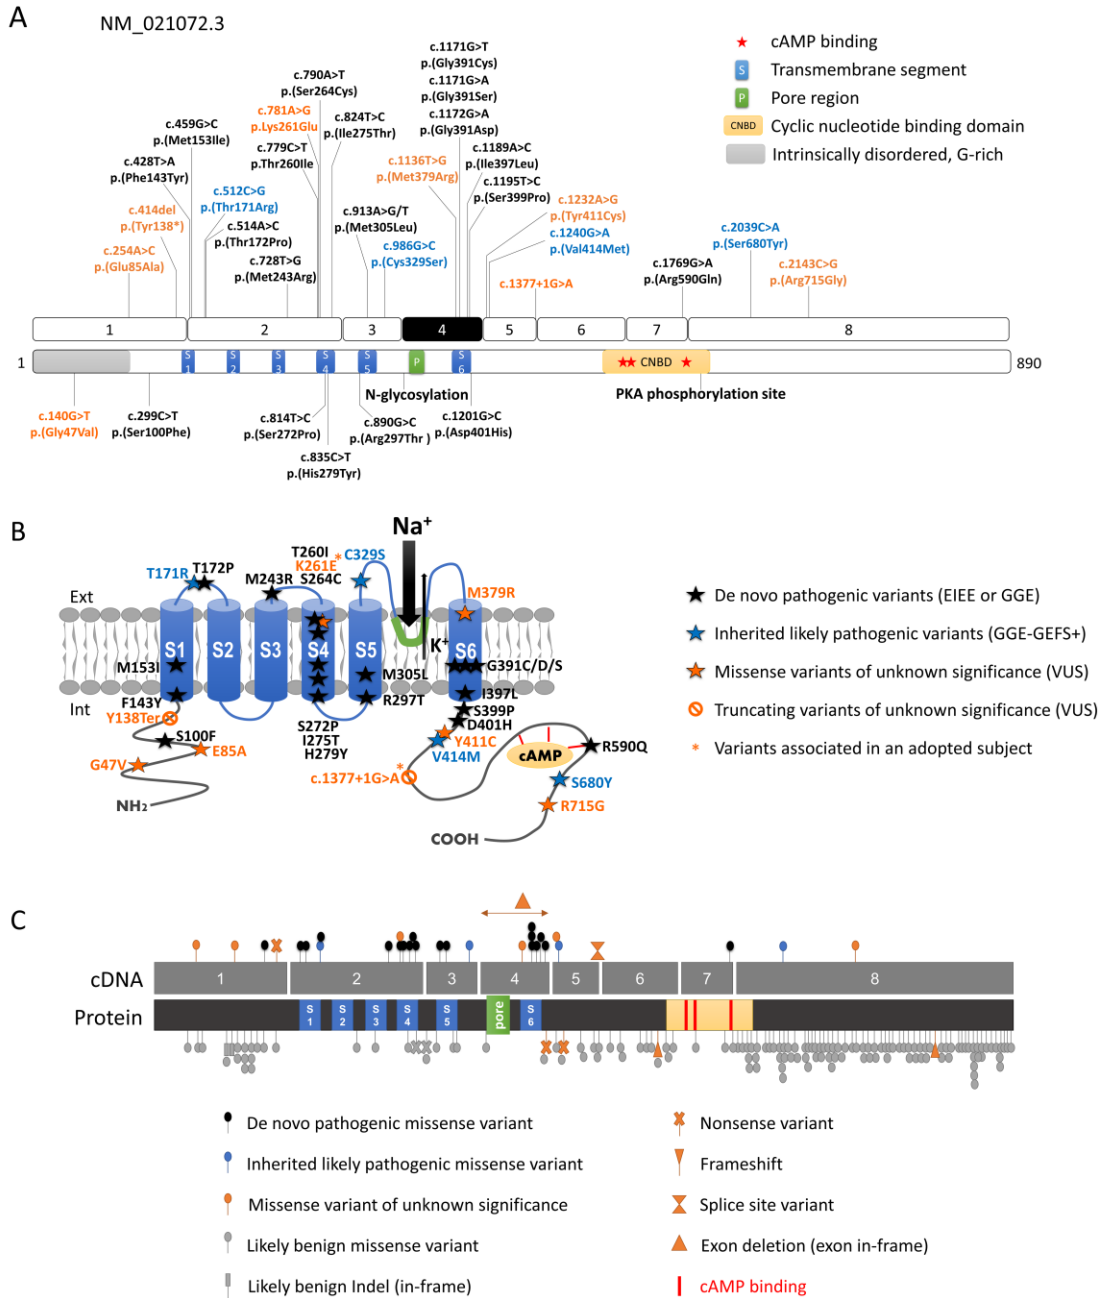 A
NM_021072.3
cAMP binding
S
Transmembrane segment
P
Pore region
CNBD
Cyclic nucleotide binding domain
Intrinsically disordered, G-rich
c.1171G>T
p.(Gly391Cys)
c.1171G>A
p.(Gly391Ser)
c.1172G>A
p.(Gly391Asp)
c.1189A>C
p.(Ile397Leu)
c.1195T>C
p.(Ser399Pro)
c.790A>T
p.(Ser264Cys)
c.781A>G
p.Lys261Glu
c.779C>T
p.Thr260Ile
c.824T>C
p.(Ile275Thr)
c.459G>C
p.(Met153Ile)
c.428T>A
p.(Phe143Tyr)
c.512C>G
p.(Thr171Arg)
c.414del
p.(Tyr138*)
c.514A>C
p.(Thr172Pro)
c.254A>C
p.(Glu85Ala)
c.728T>G
p.(Met243Arg)
c.913A>G/T
p.(Met305Leu)
c.986G>C
p.(Cys329Ser)
c.1136T>G
p.(Met379Arg)
c.1232A>G
p.(Tyr411Cys)
c.1240G>A
p.(Val414Met)
c.1377+1G>A
c.1769G>A
p.(Arg590Gln)
c.2039C>A
p.(Ser680Tyr)
c.2143C>G
p.(Arg715Gly)
1 2 3 4 5 6 7 8
1 S1 S2 S3 S4 S5 P S6 CNBD 890
N-glycosylation
PKA phosphorylation site
c.140G>T
p.(Gly47Val)
c.299C>T
p.(Ser100Phe)
c.814T>C
p.(Ser272Pro)
c.835C>T
p.(His279Tyr)
c.890G>C
p.(Arg297Thr )
c.1201G>C
p.(Asp401His)
B
Na+
T260I
K261E
*
C329S
S264C
T171R
T172P
M243R
M379R
Ext
S1 S2 S3 S4 S5 S6
K+
M153I
M305L
G391C/D/S
Int
F143Y
R297T
I397L
Y138Ter
S399P
S272P
D401H
I275T
H279Y
S100F
E85A
G47V
NH2
Y411C
V414M
*
c.1377+1G>A
cAMP
R590Q
S680Y
R715G
COOH
De novo pathogenic variants (EIEE or GGE)
Inherited likely pathogenic variants (GGE-GEFS+)
Missense variants of unknown significance (VUS)
Truncating variants of unknown significance (VUS)
* Variants associated in an adopted subject
C
cDNA 1 2 3 4 5 6 7 8
Protein S1 S2 S3 S4 S5 pore S6
De novo pathogenic missense variant
Inherited likely pathogenic missense variant
Missense variant of unknown significance
Likely benign missense variant
Likely benign Indel (in-frame)
Nonsense variant
Frameshift
Splice site variant
Exon deletion (exon in-frame)
cAMP binding